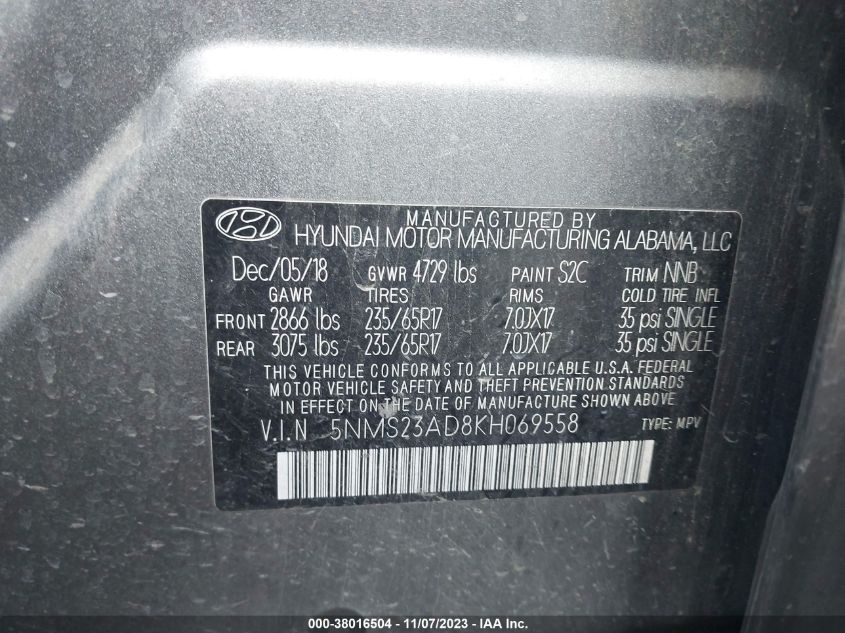 MANUFACTURED BY
HYUNDAI MOTOR MANUFACTURING ALABAMA, LLC
Dec/05/18 GVWR 4729 lbs PAINT S2C TRIM NNB
GAWR TIRES RIMS COLD TIRE INFL
FRONT 2866 lbs 235/65R17 7.0JX17 35 psi SINGLE
REAR 3075 lbs 235/65R17 7.0JX17 35 psi SINGLE
THIS VEHICLE CONFORMS TO ALL APPLICABLE U.S.A. FEDERAL
MOTOR VEHICLE SAFETY AND THEFT PREVENTION STANDARDS
IN EFFECT ON THE DATE OF MANUFACTURE SHOWN ABOVE.
V.I.N 5NMS23AD8KH069558 TYPE: MPV
000-38016504 - 11/07/2023 - IAA Inc.